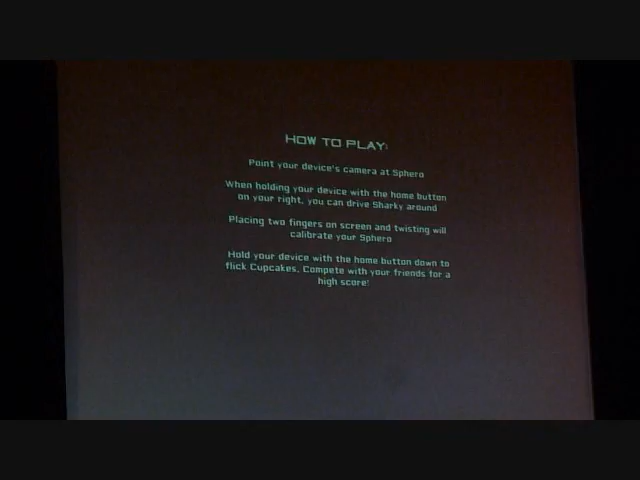 HOW TO PLAY:
Point your device's camera at Sphero
When holding your device with the home button
on your right, you can drive Sharky around
Placing two fingers on screen and twisting will
calibrate your Sphero
Hold your device with the home button down to
flick Cupcakes. Compete with your friends for a
high score!